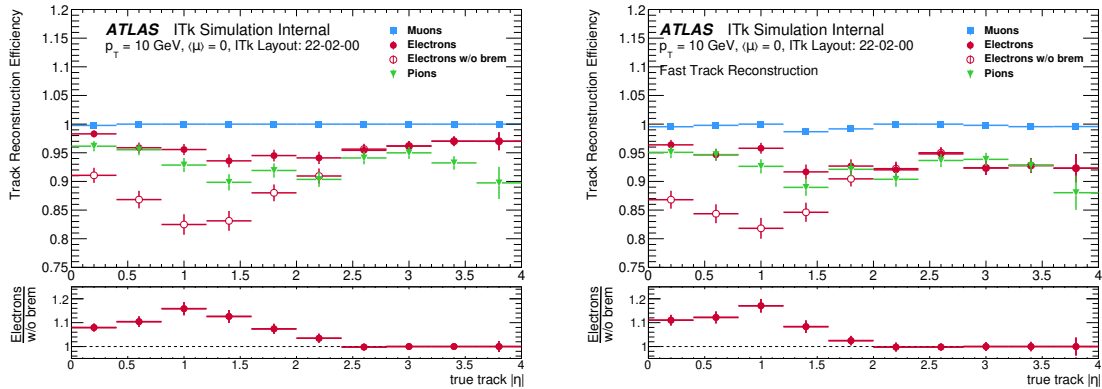 ATLAS ITk Simulation Internal
p_T = 10 GeV, ⟨μ⟩ = 0, ITk Layout: 22-02-00
Muons
Electrons
Electrons w/o brem
Pions
Track Reconstruction Efficiency
1.2
1.15
1.1
1.05
1
0.95
0.9
0.85
0.8
0.75
0 0.5 1 1.5 2 2.5 3 3.5 4
Electrons
w/o brem
1.2
1.1
1
0 0.5 1 1.5 2 2.5 3 3.5 4
true track |η|
ATLAS ITk Simulation Internal
p_T = 10 GeV, ⟨μ⟩ = 0, ITk Layout: 22-02-00
Fast Track Reconstruction
Muons
Electrons
Electrons w/o brem
Pions
Track Reconstruction Efficiency
1.2
1.15
1.1
1.05
1
0.95
0.9
0.85
0.8
0.75
0 0.5 1 1.5 2 2.5 3 3.5 4
Electrons
w/o brem
1.2
1.1
1
0 0.5 1 1.5 2 2.5 3 3.5 4
true track |η|